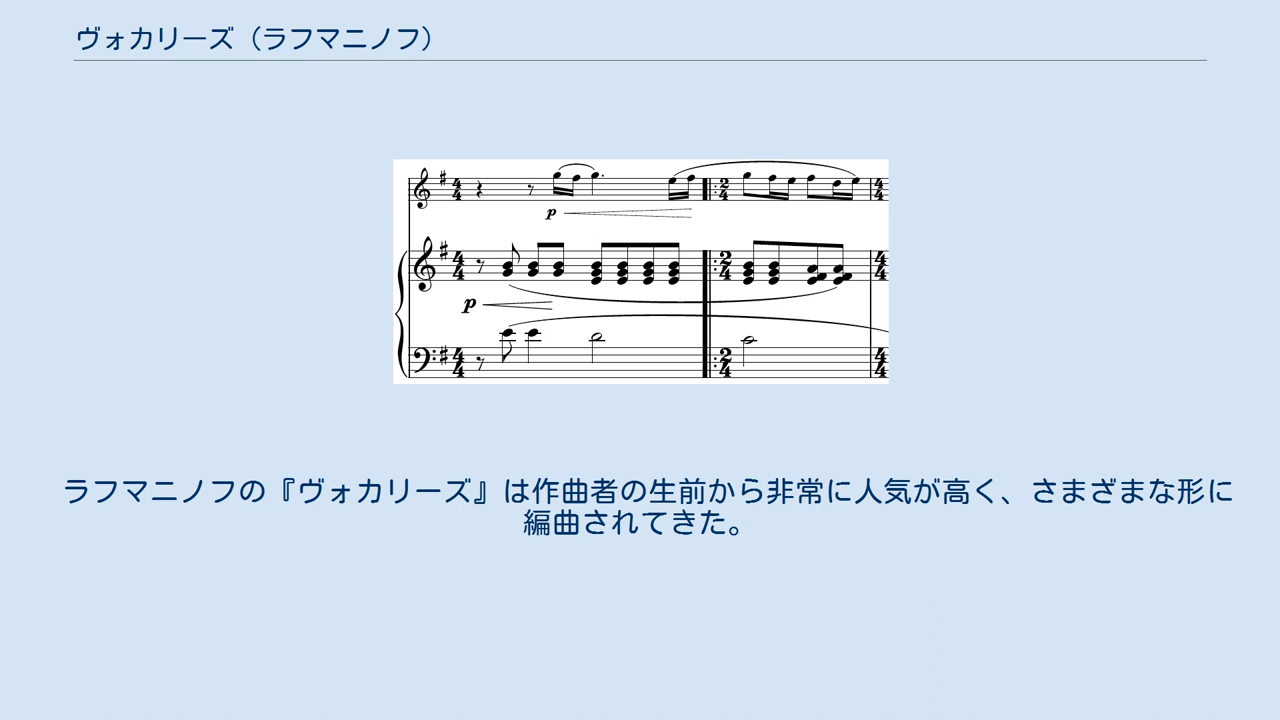 ヴォカリーズ（ラフマニノフ）
p
p
ラフマニノフの『ヴォカリーズ』は作曲者の生前から非常に人気が高く、さまざまな形に
編曲されてきた。